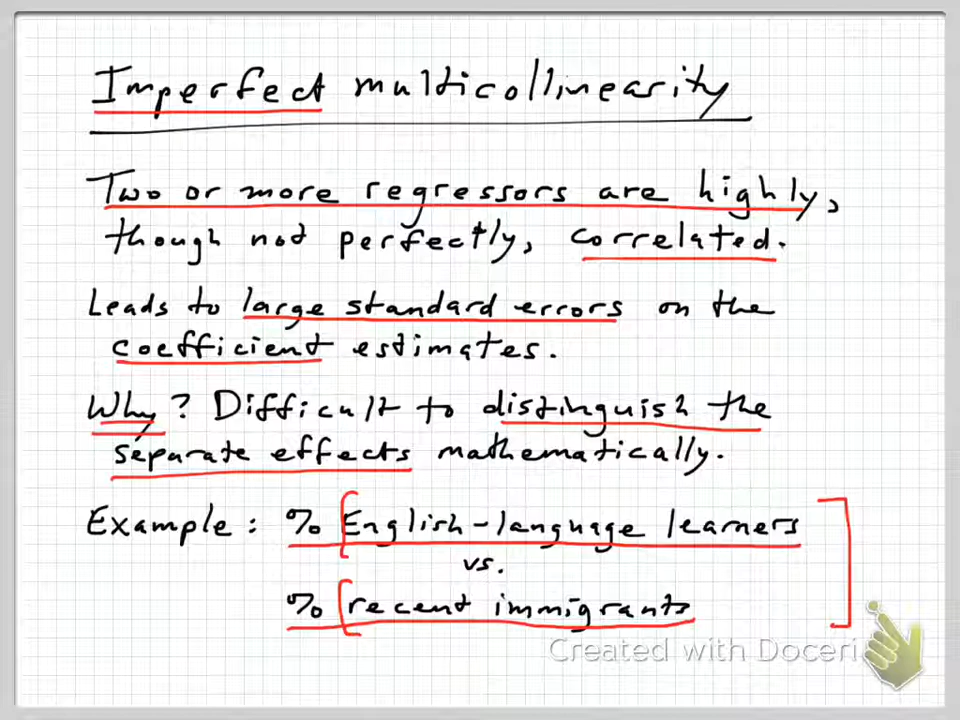 Imperfect multicollinearity
Two or more regressors are highly,
though not perfectly, correlated.
Leads to large standard errors on the
coefficient estimates.
Why? Difficult to distinguish the
separate effects mathematically.
Example: % English-language learners
vs.
% recent immigrants
Created with Doceri